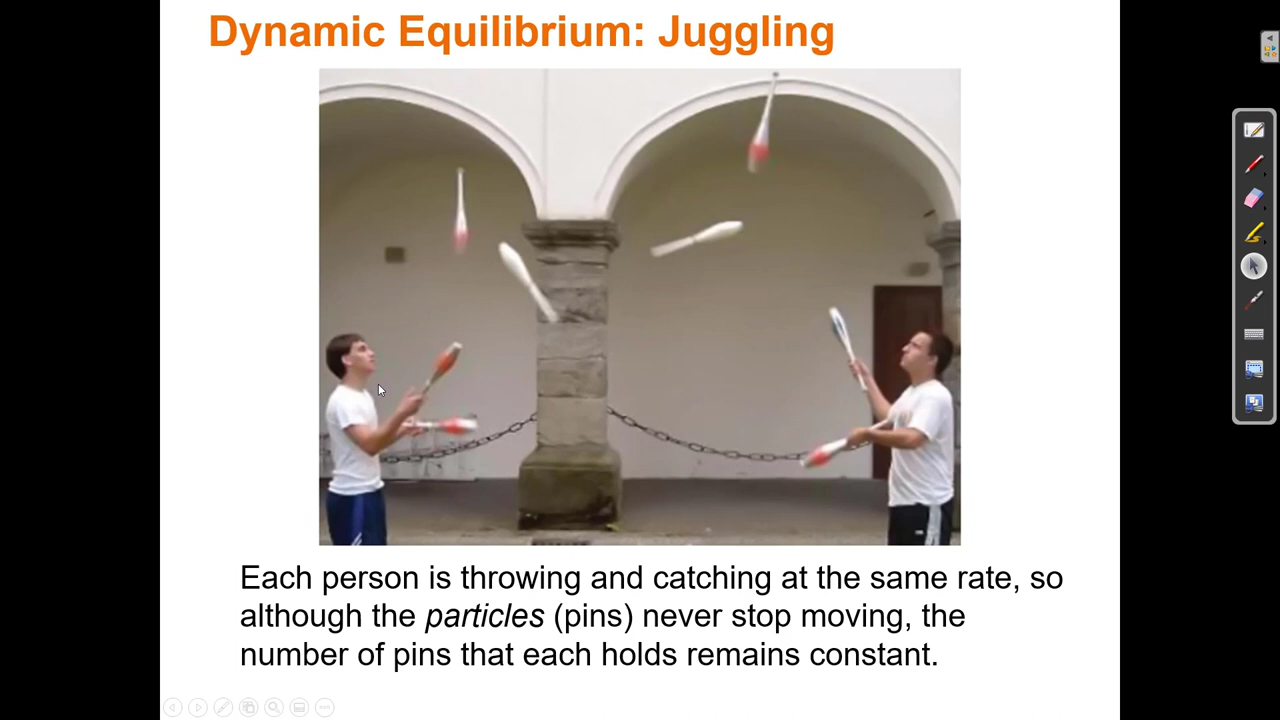 Dynamic Equilibrium: Juggling
Each person is throwing and catching at the same rate, so
although the particles (pins) never stop moving, the
number of pins that each holds remains constant.